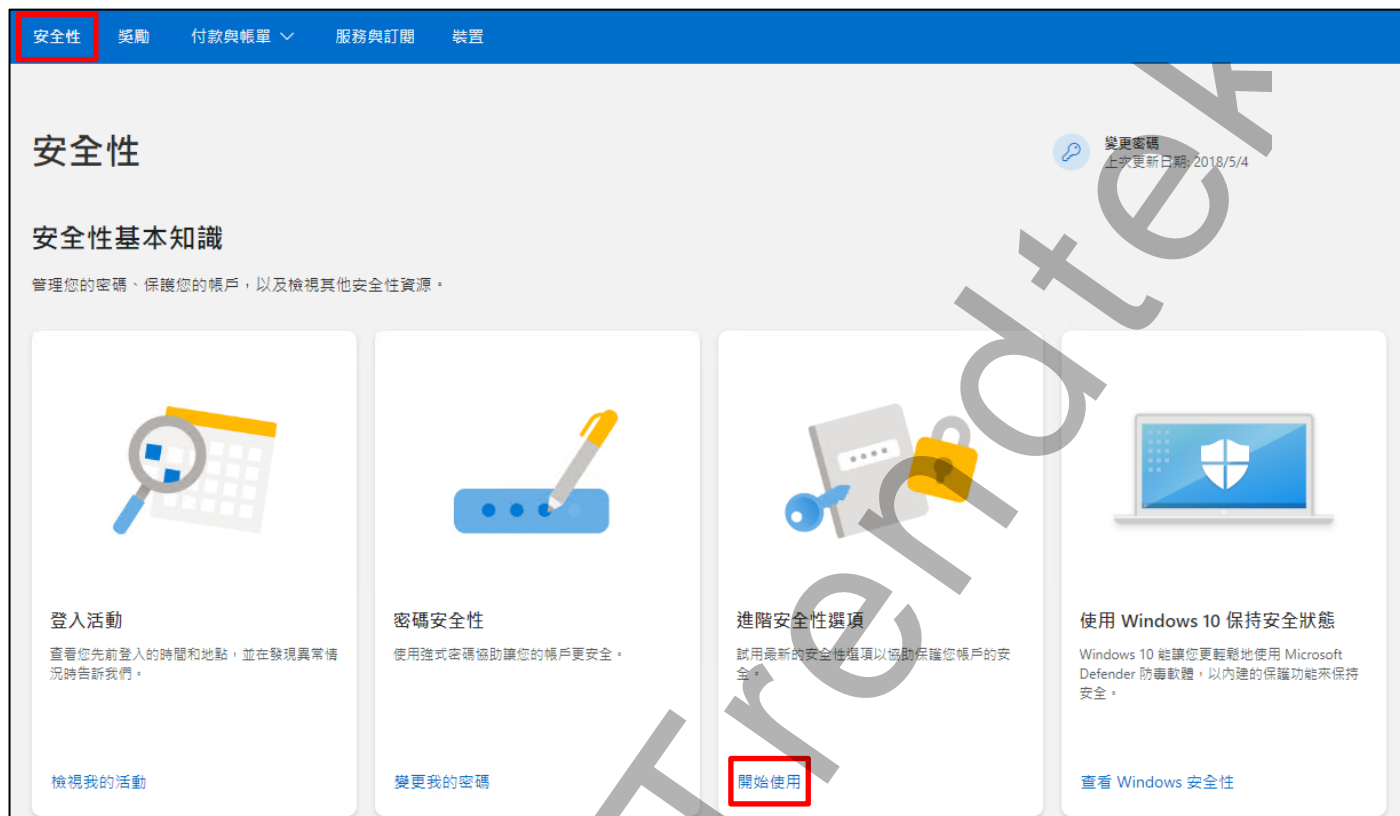 安全性 獎勵 付款與帳單 服務與訂閱 裝置
安全性
變更密碼
上次更新日期: 2018/5/4
安全性基本知識
管理您的密碼、保護您的帳戶，以及檢視其他安全性資源。
登入活動
查看您先前登入的時間和地點，並在發現異常情
況時告訴我們。
檢視我的活動
密碼安全性
使用強式密碼協助讓您的帳戶更安全。
變更我的密碼
進階安全性選項
試用最新的安全性選項以協助保護您帳戶的安
全。
開始使用
使用 Windows 10 保持安全狀態
Windows 10 能讓您更輕鬆地使用 Microsoft
Defender 防毒軟體，以內建的保護功能來保持
安全。
查看 Windows 安全性
Trendtek